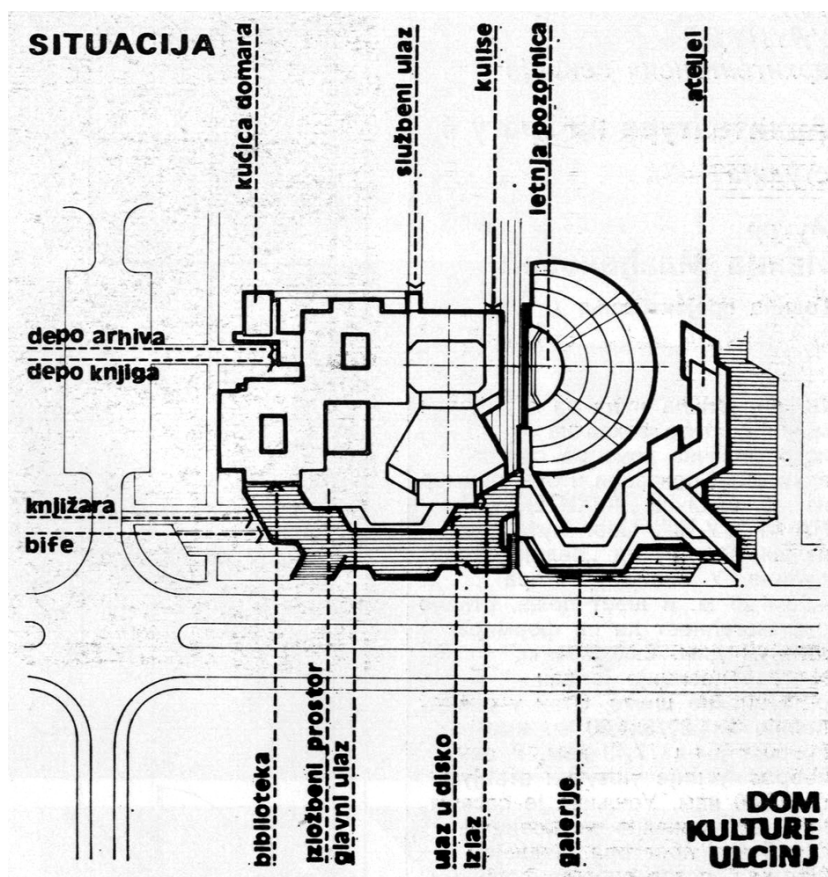 SITUACIJA
kućica domara
službeni ulaz
kulise
letnja pozornica
ateljei
depo arhiva
depo knjiga
knjižara
bife
biblioteka
izložbeni prostor
glavni ulaz
ulaz u disko
izlaz
galerije
DOM
KULTURE
ULCINJ